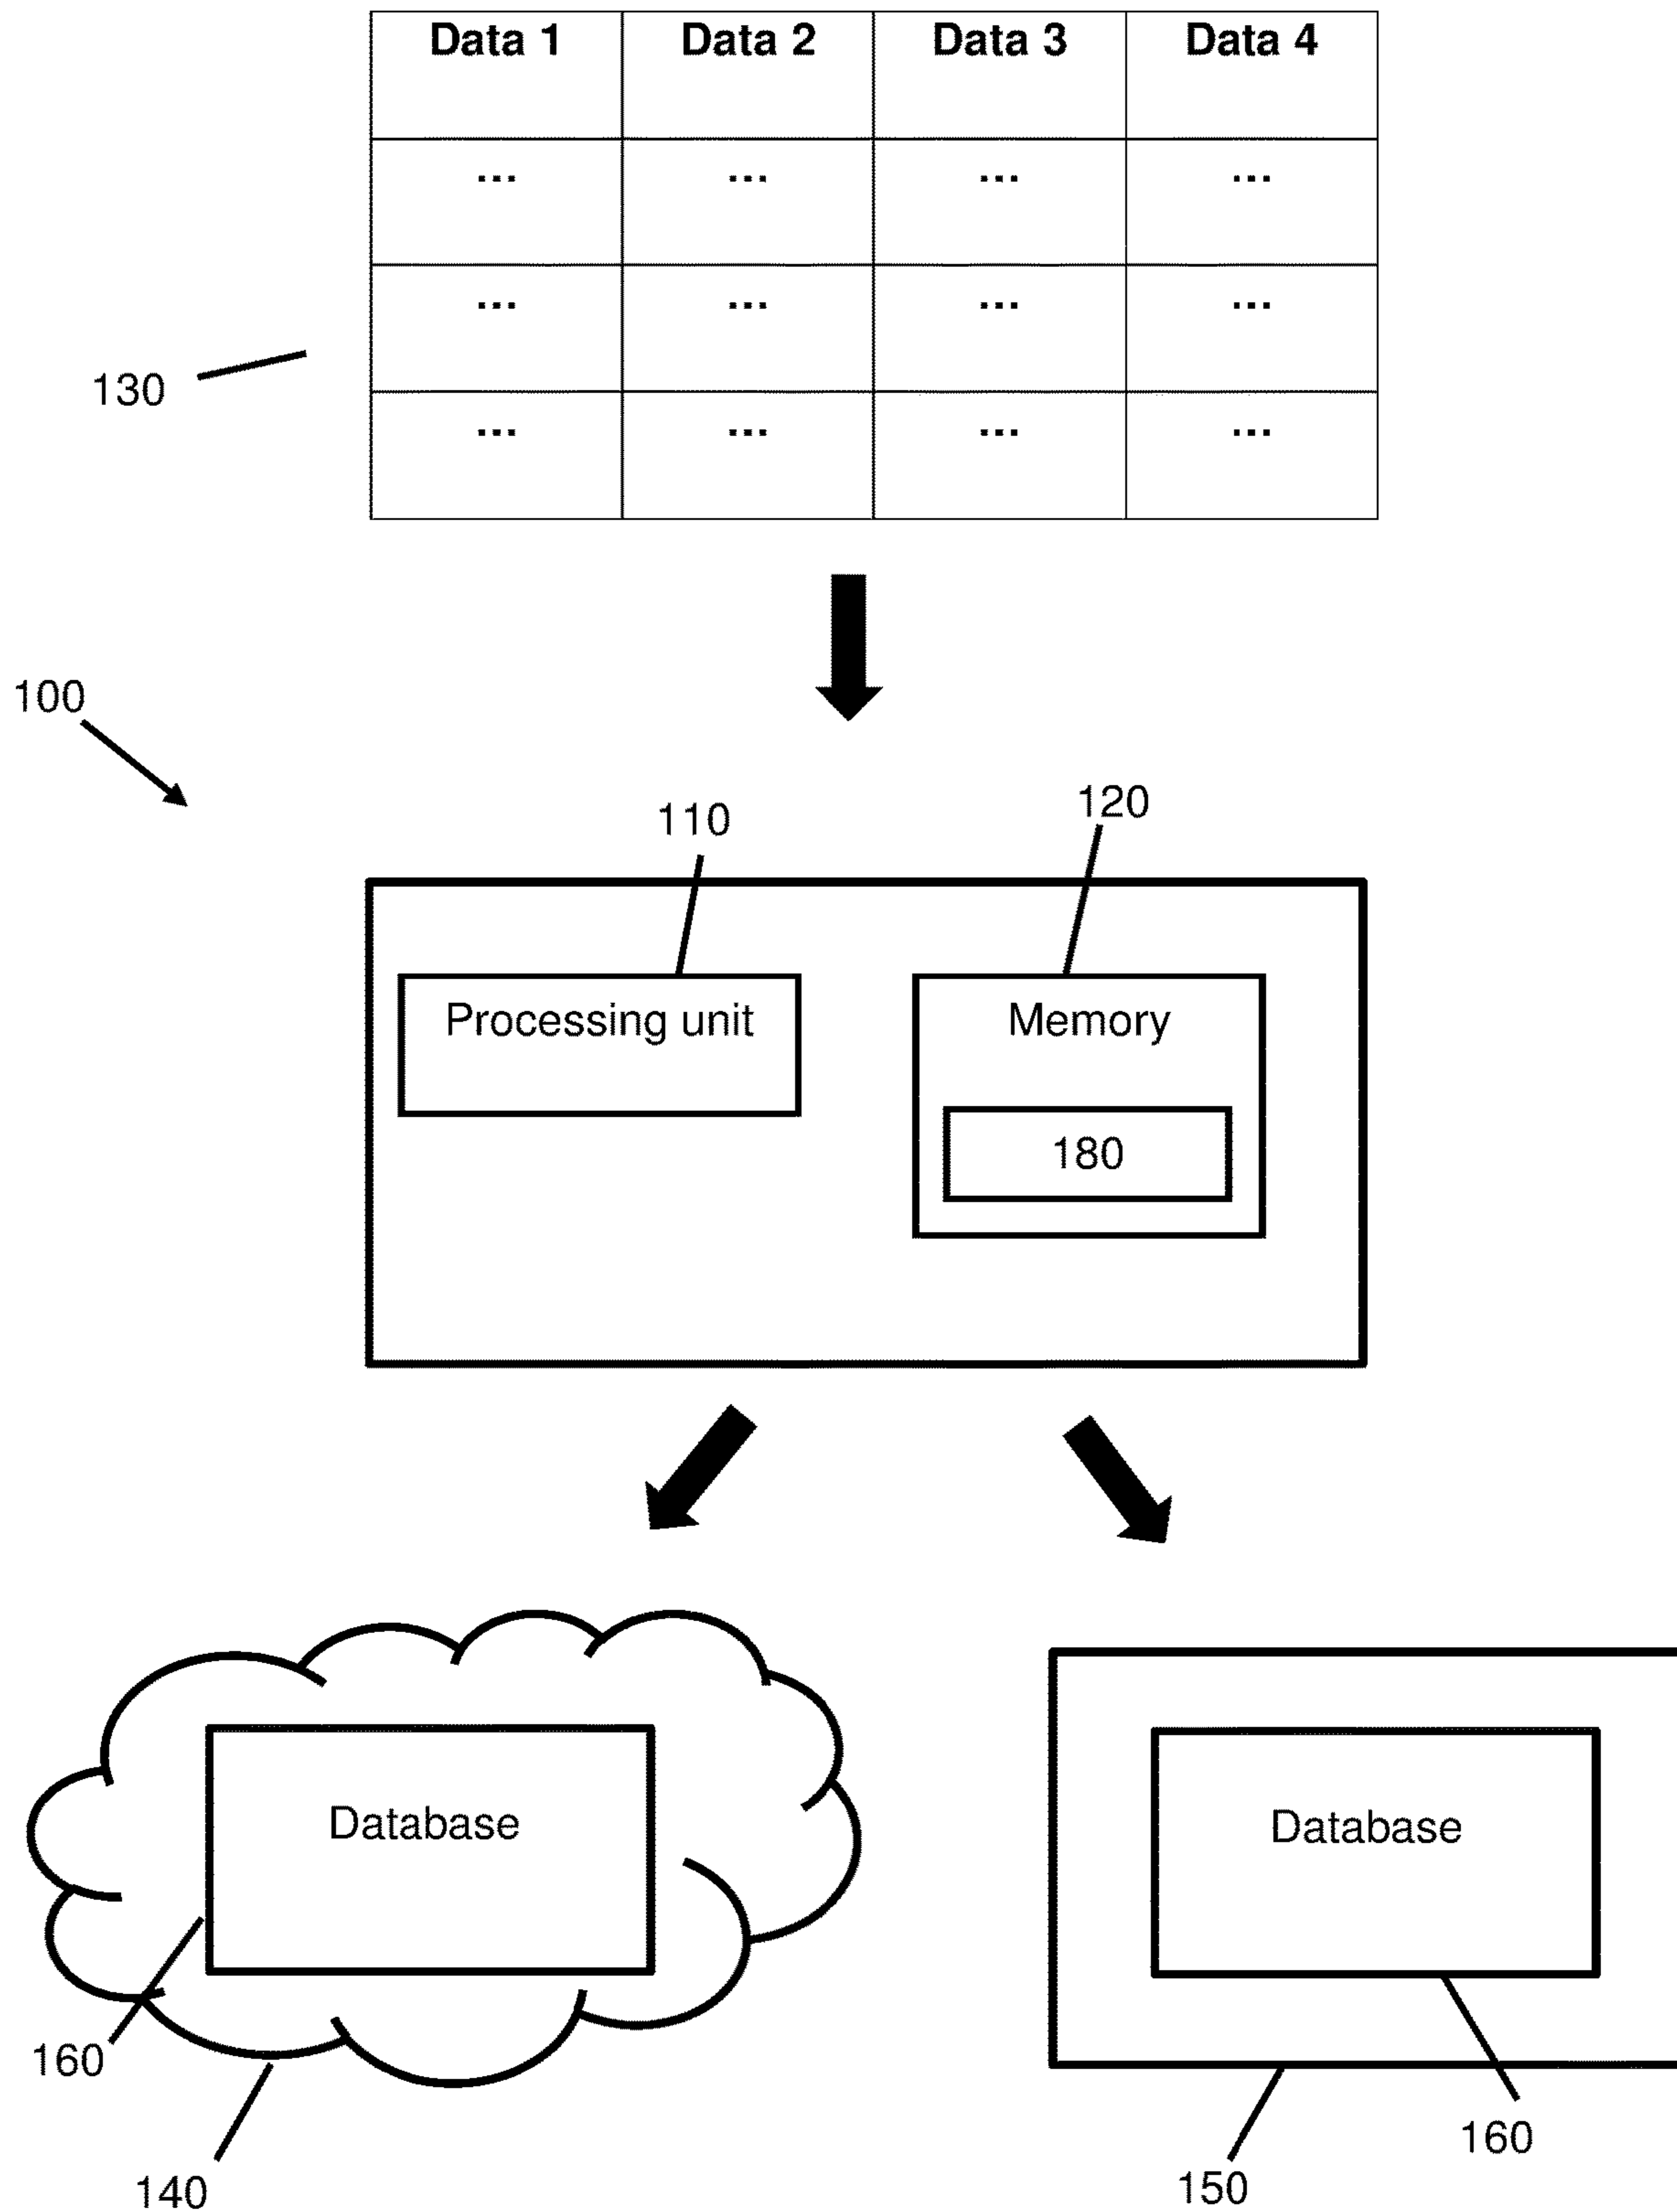 Data 1 Data 2 Data 3 Data 4
... ... ... ...
... ... ... ...
130
... ... ... ...
100
110 120
Processing unit Memory
180
Database Database
160
160
140 150